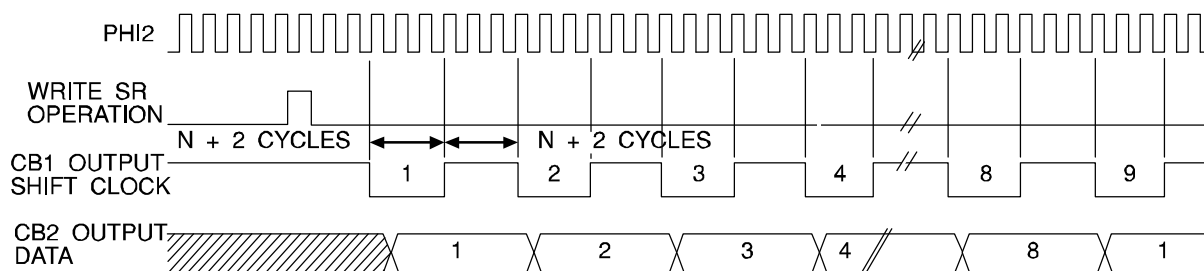 PHI2
WRITE SR
OPERATION
N + 2 CYCLES N + 2 CYCLES
CB1 OUTPUT
SHIFT CLOCK
1 2 3 4 8 9
CB2 OUTPUT
DATA
1 2 3 4 8 1